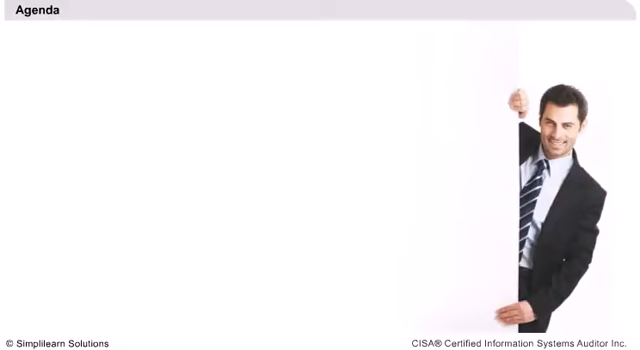 Agenda
© Simplilearn Solutions
CISA® Certified Information Systems Auditor Inc.